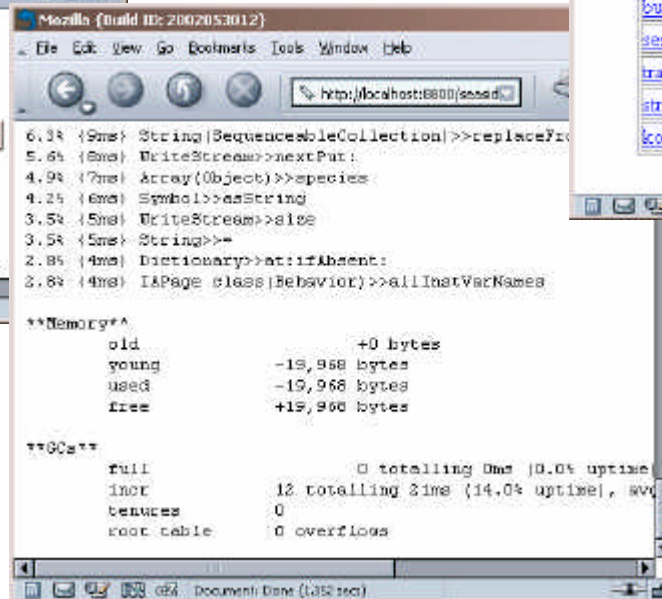 Mozilla {Build ID: 2002053012}
File Edit View Go Bookmarks Tools Window Help
http://localhost:8800/seasid
6.3% {9ms} String(SequenceableCollection)>>replaceFro
5.6% {8ms} WriteStream>>nextPut:
4.9% {7ms} Array(Object)>>species
4.2% {6ms} Symbol>>asString
3.5% {5ms} WriteStream>>size
3.5% {5ms} String>>=
2.8% {4ms} Dictionary>>at:ifAbsent:
2.8% {4ms} IAPage class(Behavior)>>allInstVarNames
**Memory**
old +0 bytes
young -19,968 bytes
used -19,968 bytes
free +19,968 bytes
**GCs**
full 0 totalling 0ms (0.0% uptime)
incr 12 totalling 21ms (14.0% uptime), avg
tenures 0
root table 0 overflows
Document: Done (1.352 secs)
bu
ses
tra
str